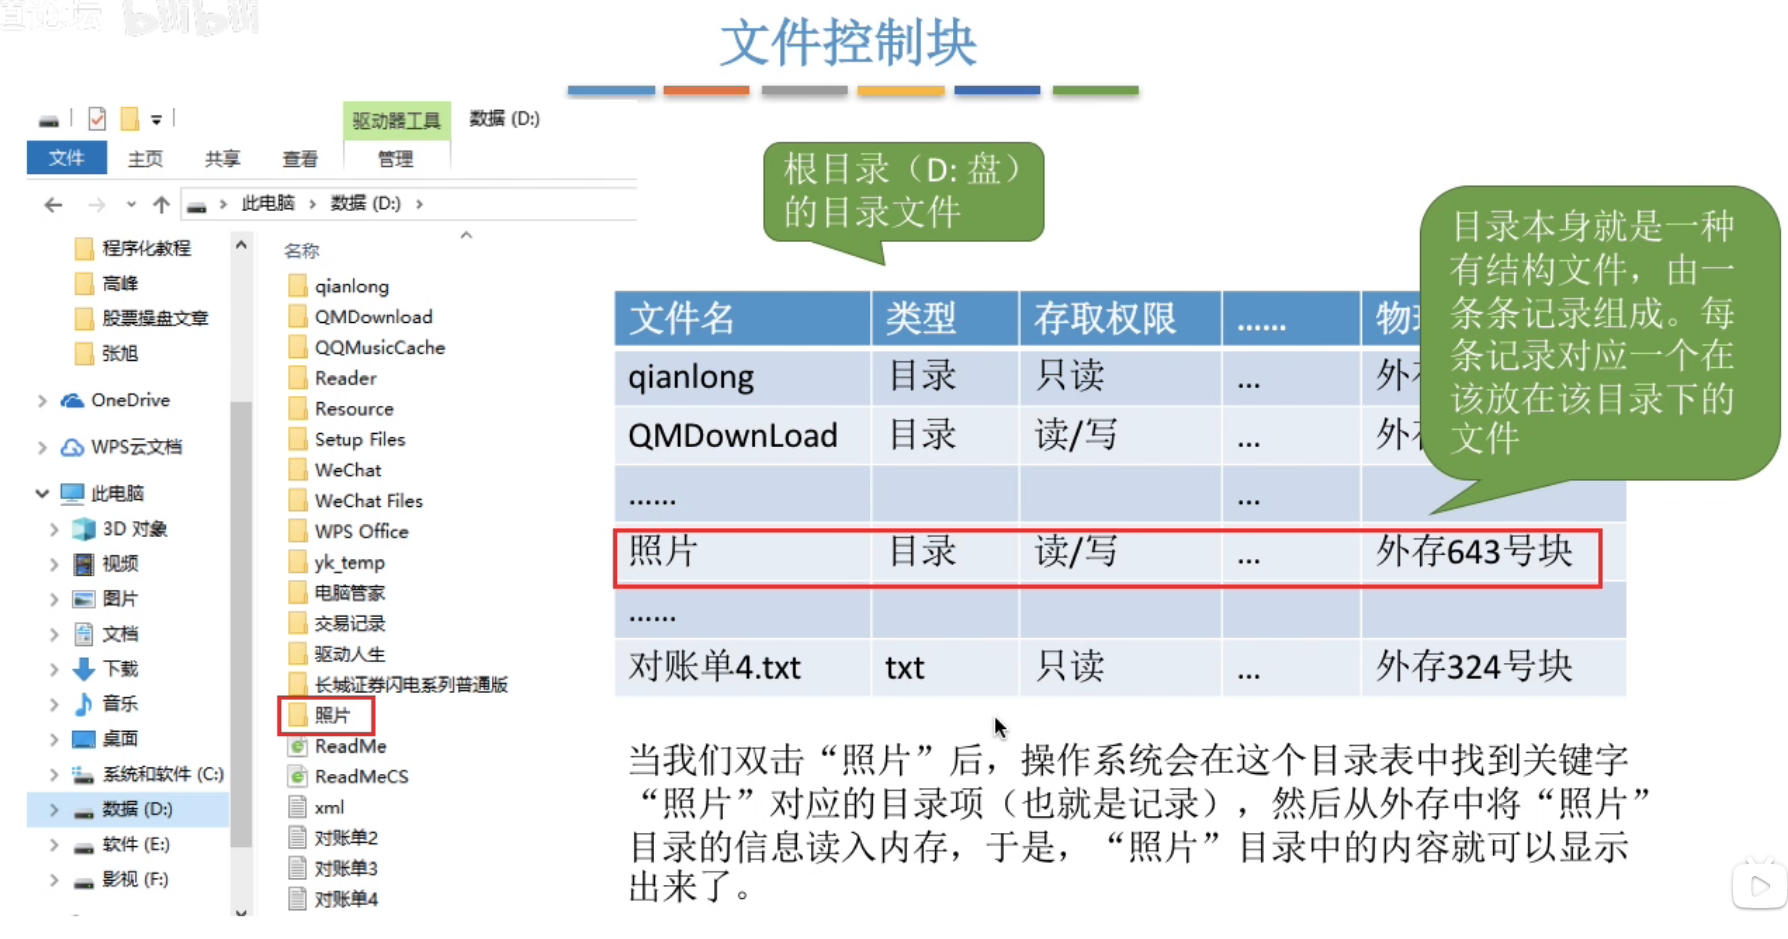 bilibili
文件控制块
驱动器工具
数据 (D:)
文件
主页
共享
查看
管理
此电脑 > 数据 (D:) >
程序化教程
高峰
股票操盘文章
张旭
OneDrive
WPS云文档
此电脑
3D 对象
视频
图片
文档
下载
音乐
桌面
系统和软件 (C:)
数据 (D:)
软件 (E:)
影视 (F:)
名称
qianlong
QMDownload
QQMusicCache
Reader
Resource
Setup Files
WeChat
WeChat Files
WPS Office
yk_temp
电脑管家
交易记录
驱动人生
长城证券闪电系列普通版
照片
ReadMe
ReadMeCS
xml
对账单2
对账单3
对账单4
根目录（D: 盘）
的目录文件
目录本身就是一种
有结构文件，由一
条条记录组成。每
条记录对应一个在
该放在该目录下的
文件
文件名 类型 存取权限 …… 物
qianlong 目录 只读 … 外
QMDownLoad 目录 读/写 … 外
…… …
照片 目录 读/写 … 外存643号块
……
对账单4.txt txt 只读 … 外存324号块
当我们双击“照片”后，操作系统会在这个目录表中找到关键字
“照片”对应的目录项（也就是记录），然后从外存中将“照片”
目录的信息读入内存，于是，“照片”目录中的内容就可以显示
出来了。